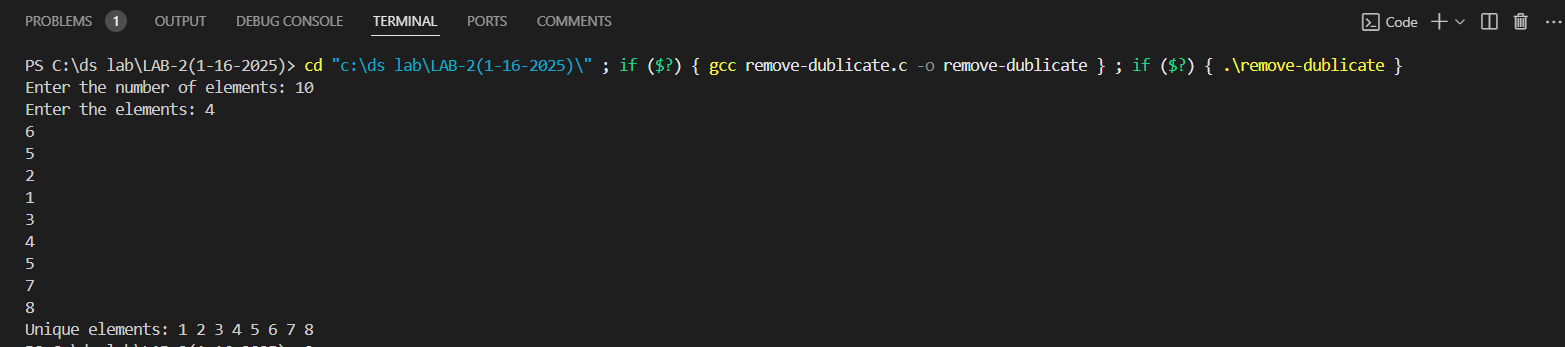 PROBLEMS 1 OUTPUT DEBUG CONSOLE TERMINAL PORTS COMMENTS Code
PS C:\ds lab\LAB-2(1-16-2025)> cd "c:\ds lab\LAB-2(1-16-2025)\" ; if ($?) { gcc remove-dublicate.c -o remove-dublicate } ; if ($?) { .\remove-dublicate }
Enter the number of elements: 10
Enter the elements: 4
6
5
2
1
3
4
5
7
8
Unique elements: 1 2 3 4 5 6 7 8